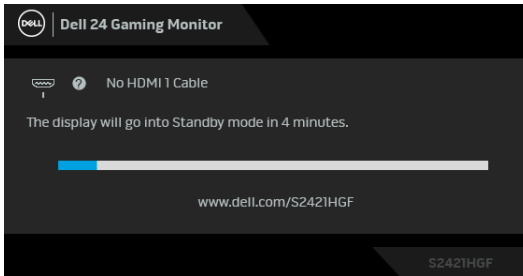 DELL
Dell 24 Gaming Monitor
? No HDMI 1 Cable
The display will go into Standby mode in 4 minutes.
www.dell.com/S2421HGF
S2421HGF